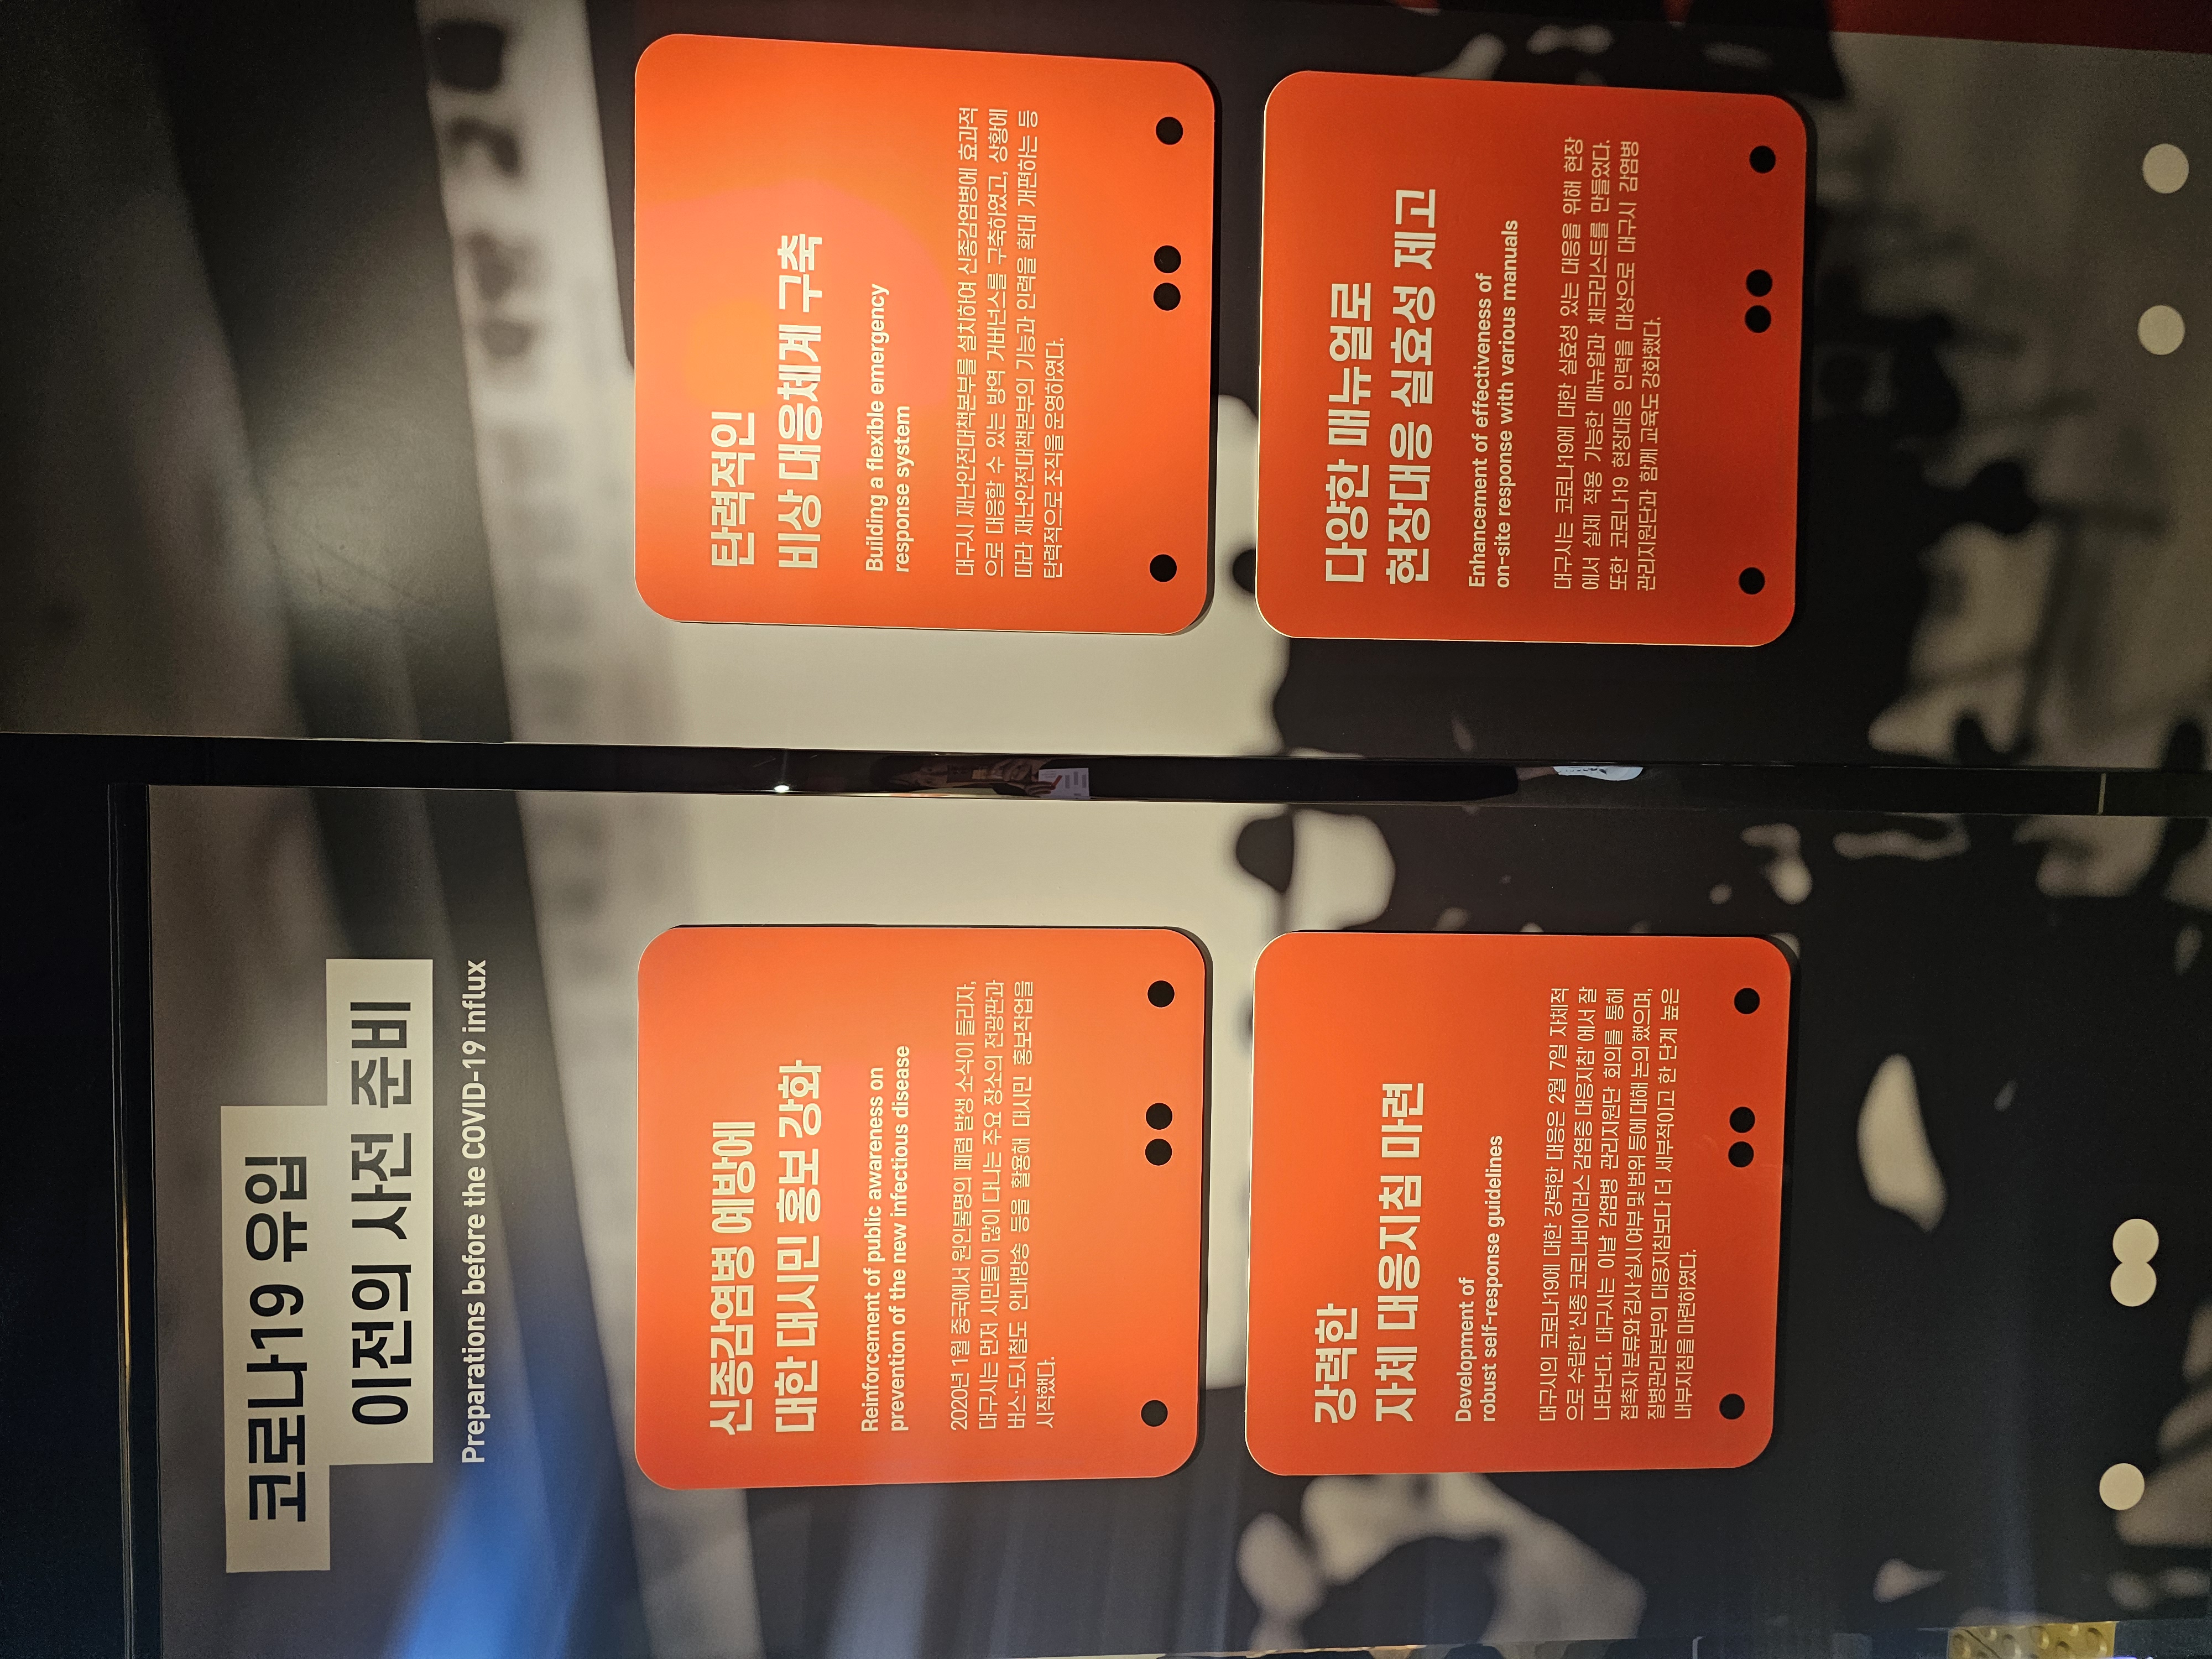 코로나19 유입
이전의 사전 준비
Preparations before the COVID-19 influx
신종감염병 예방에
대한 대시민 홍보 강화
Reinforcement of public awareness on
prevention of the new infectious disease
2020년 1월 중국에서 원인불명의 폐렴 발생 소식이 들리자,
대구시는 먼저 시민들이 많이 다니는 주요 장소의 전광판과
버스·도시철도 안내방송 등을 활용해 대시민 홍보작업을
시작했다.
탄력적인
비상 대응체계 구축
Building a flexible emergency
response system
대구시 재난안전대책본부를 설치하여 신종감염병에 효과적
으로 대응할 수 있는 방역 거버넌스를 구축하였고, 상황에
따라 재난안전대책본부의 기능과 인력을 확대 개편하는 등
탄력적으로 조직을 운영하였다.
강력한
자체 대응지침 마련
Development of
robust self-response guidelines
대구시의 코로나19에 대한 강력한 대응은 2월 7일 자체적
으로 수립한 '신종 코로나바이러스 감염증 대응지침' 에서 잘
나타난다. 대구시는 이날 감염병 관리지원단 회의를 통해
접촉자 분류와 검사 실시 여부 및 범위 등에 대해 논의 했으며,
질병관리본부의 대응지침보다 더 세부적이고 한 단계 높은
내부지침을 마련하였다.
다양한 매뉴얼로
현장대응 실효성 제고
Enhancement of effectiveness of
on-site response with various manuals
대구시는 코로나19에 대한 실효성 있는 대응을 위해 현장
에서 실제 적용 가능한 매뉴얼과 체크리스트를 만들었다.
또한 코로나19 현장대응 인력을 대상으로 대구시 감염병
관리지원단과 함께 교육도 강화했다.